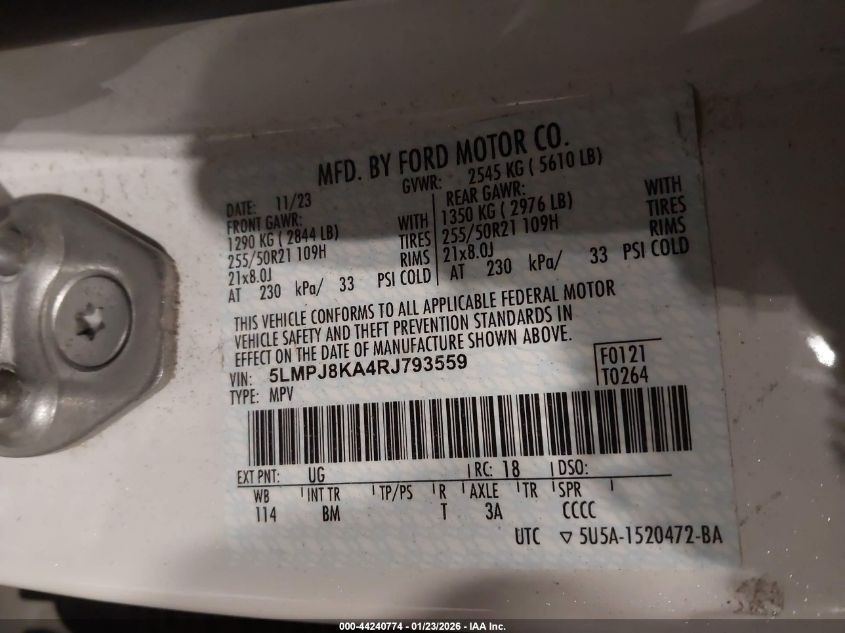 MFD. BY FORD MOTOR CO.
DATE: 11/23 GVWR: 2545 KG ( 5610 LB)
FRONT GAWR: WITH REAR GAWR: WITH
1290 KG ( 2844 LB) TIRES 1350 KG ( 2976 LB) TIRES
255/50R21 109H RIMS 255/50R21 109H RIMS
21x8.0J 21x8.0J
AT 230 kPa/ 33 PSI COLD AT 230 kPa/ 33 PSI COLD
THIS VEHICLE CONFORMS TO ALL APPLICABLE FEDERAL MOTOR
VEHICLE SAFETY AND THEFT PREVENTION STANDARDS IN
EFFECT ON THE DATE OF MANUFACTURE SHOWN ABOVE.
VIN: 5LMPJ8KA4RJ793559 F0121
TYPE: MPV T0264
EXT PNT: UG RC: 18 DSO:
WB INT TR TP/PS R AXLE TR SPR
114 BM T 3A CCCC
UTC ▽ 5U5A-1520472-BA
000-44240774 | 01/23/2026 - IAA Inc.